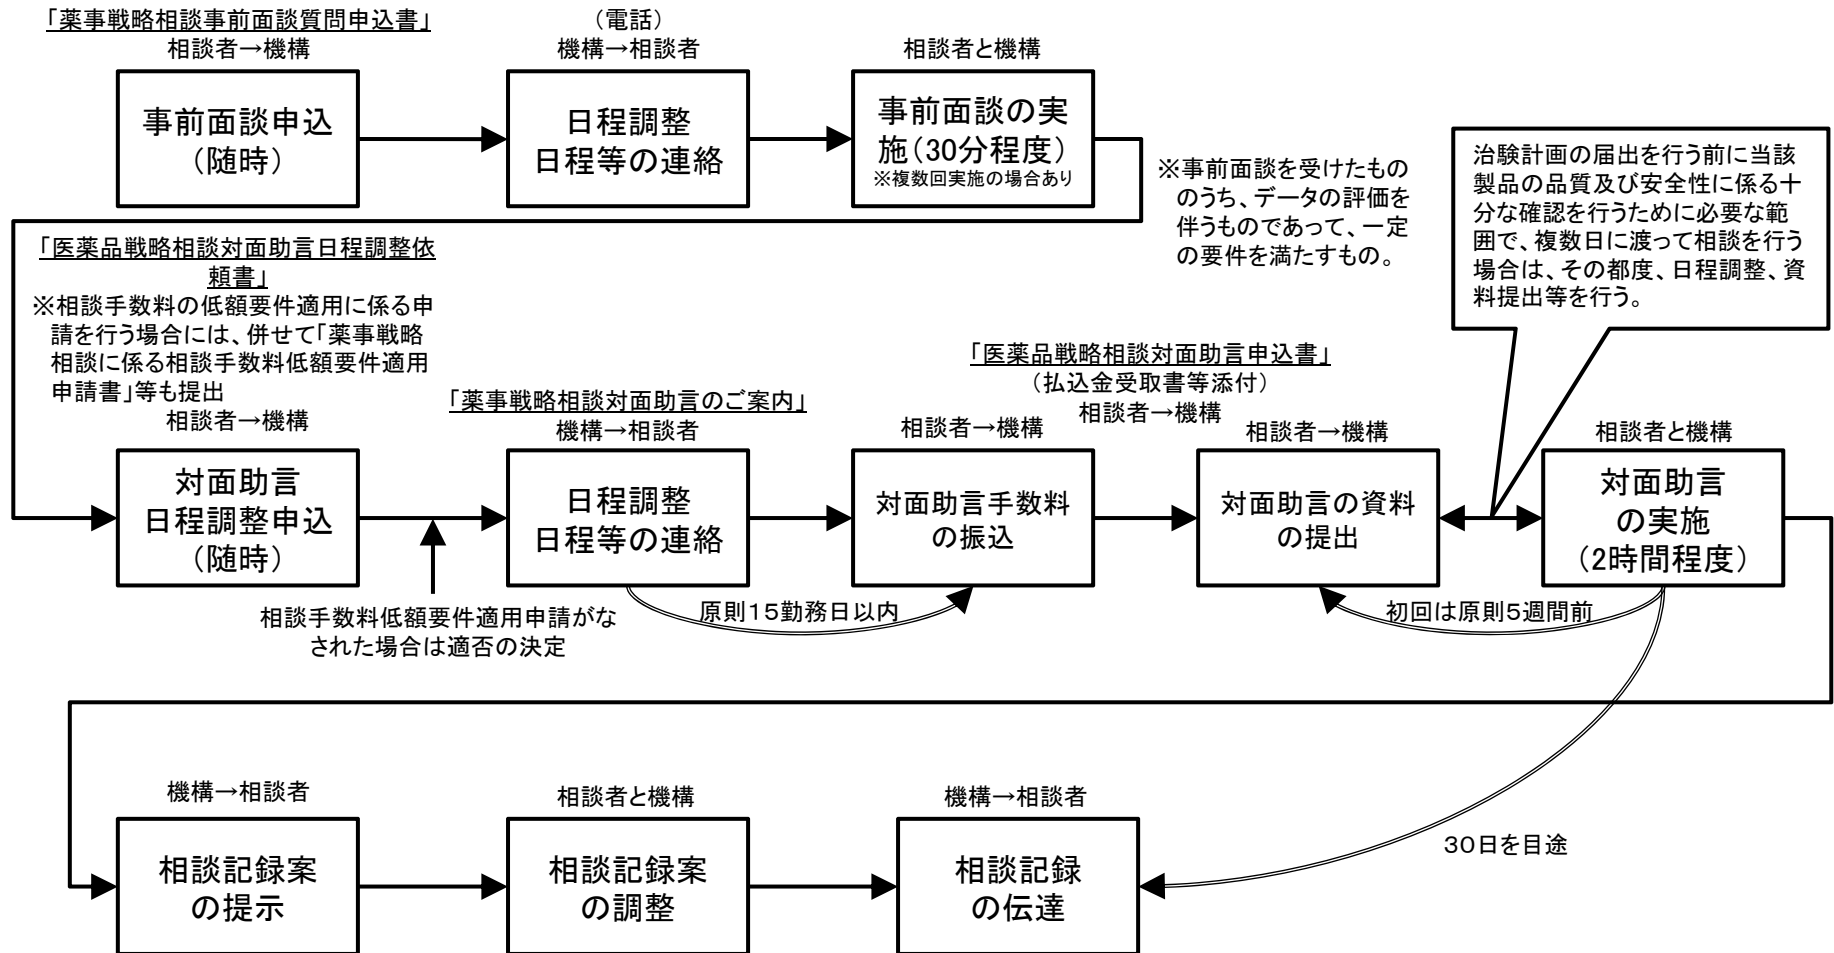 「薬事戦略相談事前面談質問申込書」
相談者→機構
事前面談申込
（随時）
（電話）
機構→相談者
日程調整
日程等の連絡
相談者と機構
事前面談の実
施（30分程度）
※複数回実施の場合あり
※事前面談を受けたもの
のうち、データの評価を
伴うものであって、一定
の要件を満たすもの。
治験計画の届出を行う前に当該
製品の品質及び安全性に係る十
分な確認を行うために必要な範
囲で、複数日に渡って相談を行う
場合は、その都度、日程調整、資
料提出等を行う。
「医薬品戦略相談対面助言日程調整依
頼書」
※相談手数料の低額要件適用に係る申
請を行う場合には、併せて「薬事戦略
相談に係る相談手数料低額要件適用
申請書」等も提出
相談者→機構
対面助言
日程調整申込
（随時）
相談手数料低額要件適用申請がな
された場合は適否の決定
「薬事戦略相談対面助言のご案内」
機構→相談者
日程調整
日程等の連絡
原則１５勤務日以内
相談者→機構
対面助言手数料
の振込
「医薬品戦略相談対面助言申込書」
（払込金受取書等添付）
相談者→機構
相談者→機構
対面助言の資料
の提出
初回は原則５週間前
相談者と機構
対面助言
の実施
（2時間程度）
機構→相談者
相談記録案
の提示
相談者と機構
相談記録案
の調整
機構→相談者
相談記録
の伝達
３０日を目途